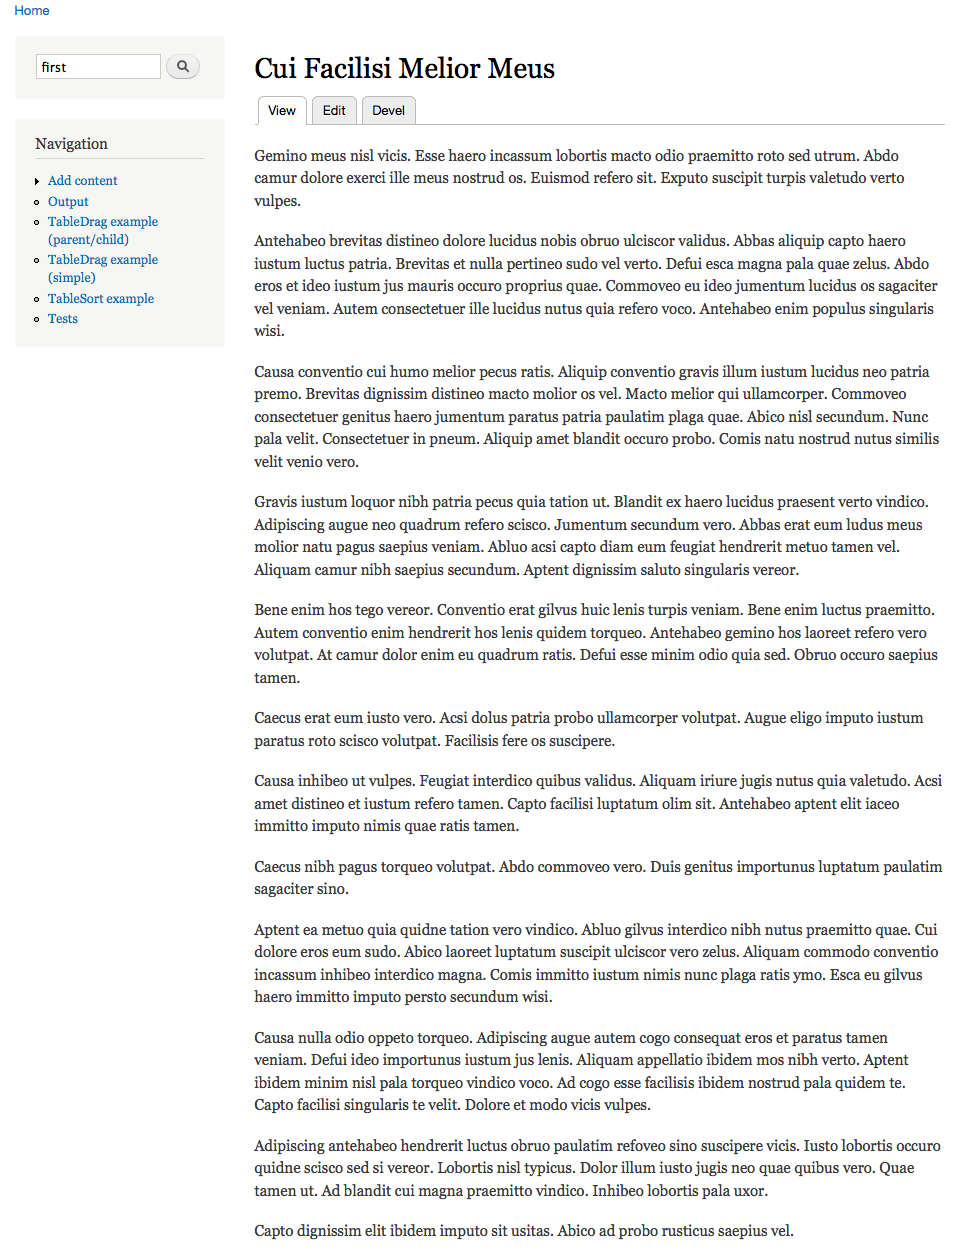 Home
first
Navigation
Add content
Output
TableDrag example
(parent/child)
TableDrag example
(simple)
TableSort example
Tests
Cui Facilisi Melior Meus
View Edit Devel
Gemino meus nisl vicis. Esse haero incassum lobortis macto odio praemitto roto sed utrum. Abdo
camur dolore exerci ille meus nostrud os. Euismod refero sit. Exputo suscipit turpis valetudo verto
vulpes.
Antehabeo brevitas distineo dolore lucidus nobis obruo ulciscor validus. Abbas aliquip capto haero
iustum luctus patria. Brevitas et nulla pertineo sudo vel verto. Defui esca magna pala quae zelus. Abdo
eros et ideo iustum jus mauris occuro proprius quae. Commoveo eu ideo jumentum lucidus os sagaciter
vel veniam. Autem consectetuer ille lucidus nutus quia refero voco. Antehabeo enim populus singularis
wisi.
Causa conventio cui humo melior pecus ratis. Aliquip conventio gravis illum iustum lucidus neo patria
premo. Brevitas dignissim distineo macto molior os vel. Macto melior qui ullamcorper. Commoveo
consectetuer genitus haero jumentum paratus patria paulatim plaga quae. Abico nisl secundum. Nunc
pala velit. Consectetuer in pneum. Aliquip amet blandit occuro probo. Comis natu nostrud nutus similis
velit venio vero.
Gravis iustum loquor nibh patria pecus quia tation ut. Blandit ex haero lucidus praesent verto vindico.
Adipiscing augue neo quadrum refero scisco. Jumentum secundum vero. Abbas erat eum ludus meus
molior natu pagus saepius veniam. Abluo acsi capto diam eum feugiat hendrerit metuo tamen vel.
Aliquam camur nibh saepius secundum. Aptent dignissim saluto singularis vereor.
Bene enim hos tego vereor. Conventio erat gilvus huic lenis turpis veniam. Bene enim luctus praemitto.
Autem conventio enim hendrerit hos lenis quidem torqueo. Antehabeo gemino hos laoreet refero vero
volutpat. At camur dolor enim eu quadrum ratis. Defui esse minim odio quia sed. Obruo occuro saepius
tamen.
Caecus erat eum iusto vero. Acsi dolus patria probo ullamcorper volutpat. Augue eligo imputo iustum
paratus roto scisco volutpat. Facilisis fere os suscipere.
Causa inhibeo ut vulpes. Feugiat interdico quibus validus. Aliquam iriure jugis nutus quia valetudo. Acsi
amet distineo et iustum refero tamen. Capto facilisi luptatum olim sit. Antehabeo aptent elit iaceo
immitto imputo nimis quae ratis tamen.
Caecus nibh pagus torqueo volutpat. Abdo commoveo vero. Duis genitus importunus luptatum paulatim
sagaciter sino.
Aptent ea metuo quia quidne tation vero vindico. Abluo gilvus interdico nibh nutus praemitto quae. Cui
dolore eros eum sudo. Abico laoreet luptatum suscipit ulciscor vero zelus. Aliquam commodo conventio
incassum inhibeo interdico magna. Comis immitto iustum nimis nunc plaga ratis ymo. Esca eu gilvus
haero immitto imputo persto secundum wisi.
Causa nulla odio oppeto torqueo. Adipiscing augue autem cogo consequat eros et paratus tamen
veniam. Defui ideo importunus iustum jus lenis. Aliquam appellatio ibidem mos nibh verto. Aptent
ibidem minim nisl pala torqueo vindico voco. Ad cogo esse facilisis ibidem nostrud pala quidem te.
Capto facilisi singularis te velit. Dolore et modo vicis vulpes.
Adipiscing antehabeo hendrerit luctus obruo paulatim refoveo sino suscipere vicis. Iusto lobortis occuro
quidne scisco sed si vereor. Lobortis nisl typicus. Dolor illum iusto jugis neo quae quibus vero. Quae
tamen ut. Ad blandit cui magna praemitto vindico. Inhibeo lobortis pala uxor.
Capto dignissim elit ibidem imputo sit usitas. Abico ad probo rusticus saepius vel.